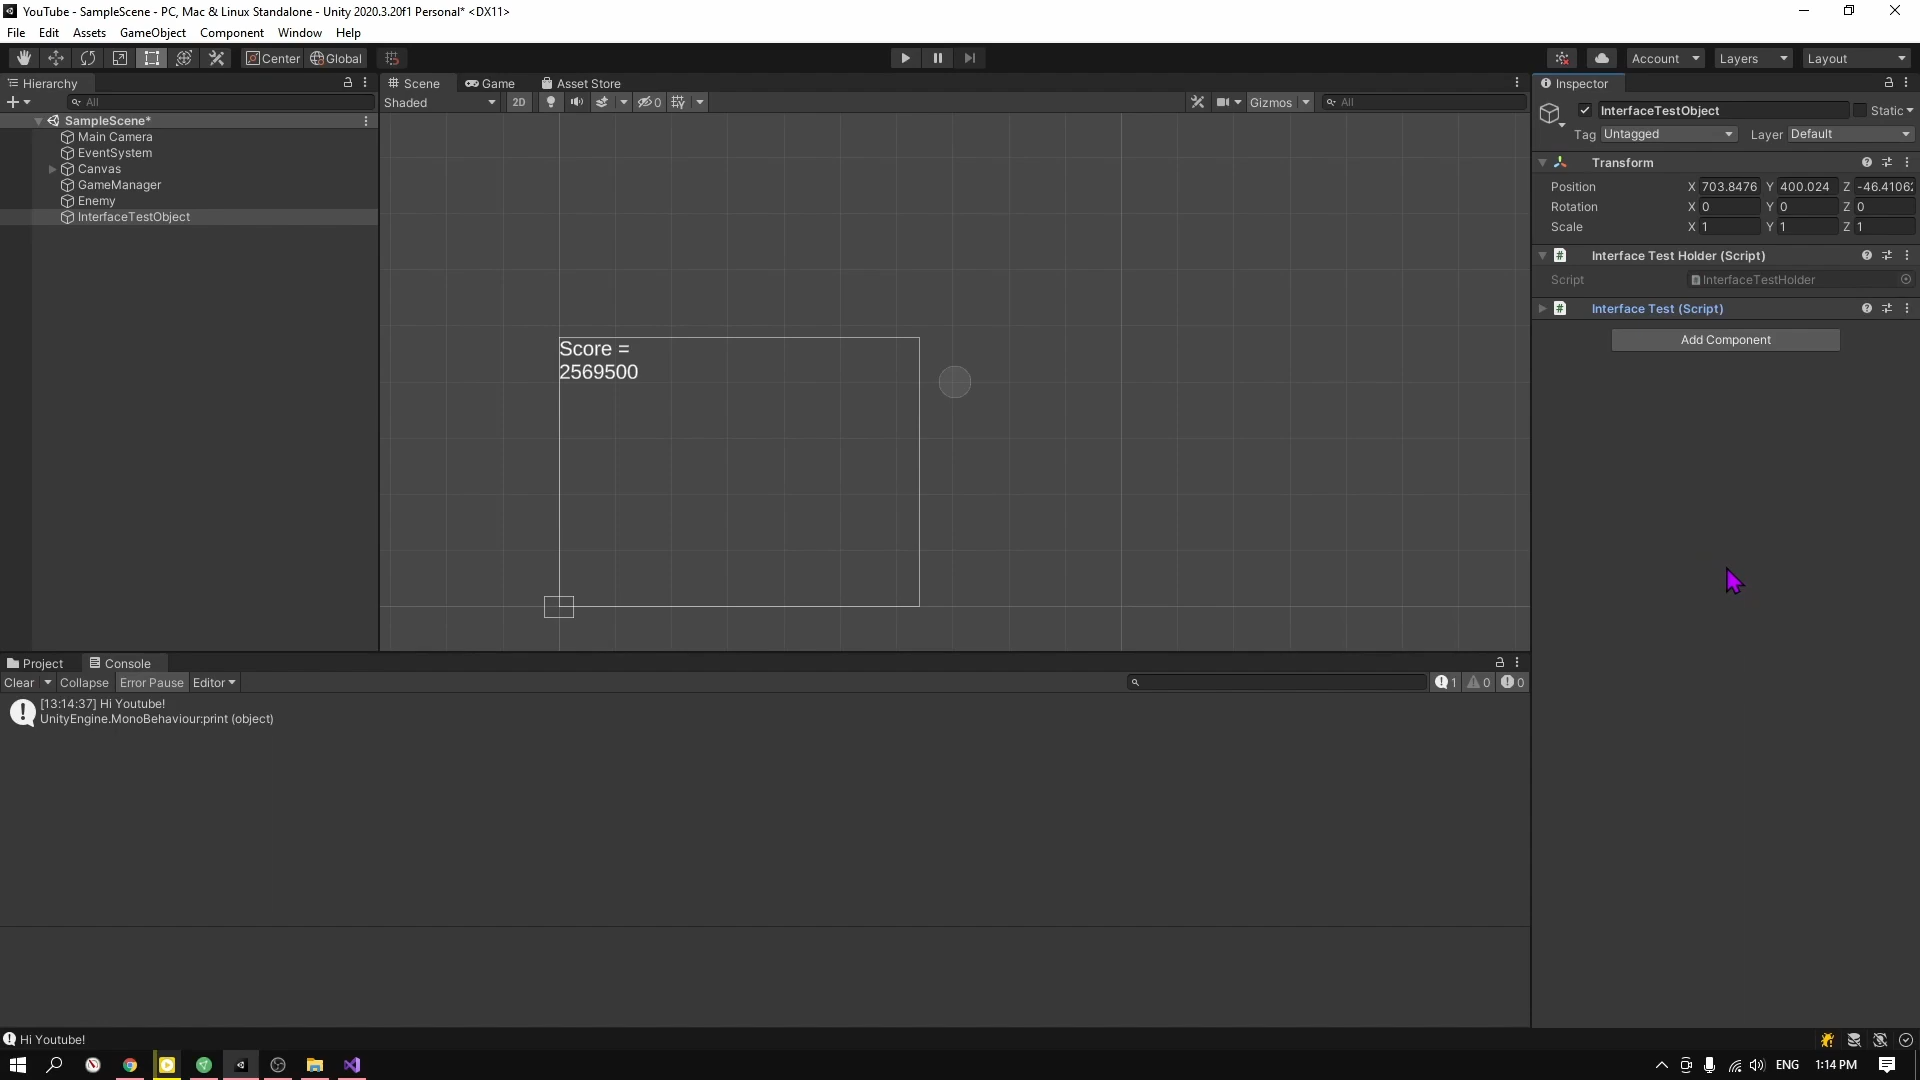 YouTube - SampleScene - PC, Mac & Linux Standalone - Unity 2020.3.20f1 Personal* <DX11>
File Edit Assets GameObject Component Window Help
Center Global Account Layers Layout
Hierarchy
All
SampleScene*
Main Camera
EventSystem
Canvas
GameManager
Enemy
InterfaceTestObject
Scene Game Asset Store
Shaded 2D 0 Gizmos All
Score =
2569500
Inspector
InterfaceTestObject Static
Tag Untagged Layer Default
Transform
Position X 703.8476 Y 400.024 Z -46.4106
Rotation X 0 Y 0 Z 0
Scale X 1 Y 1 Z 1
Interface Test Holder (Script)
Script InterfaceTestHolder
Interface Test (Script)
Add Component
Project Console
Clear Collapse Error Pause Editor 1 0 0
[13:14:37] Hi Youtube!
UnityEngine.MonoBehaviour:print (object)
Hi Youtube!
ENG 1:14 PM